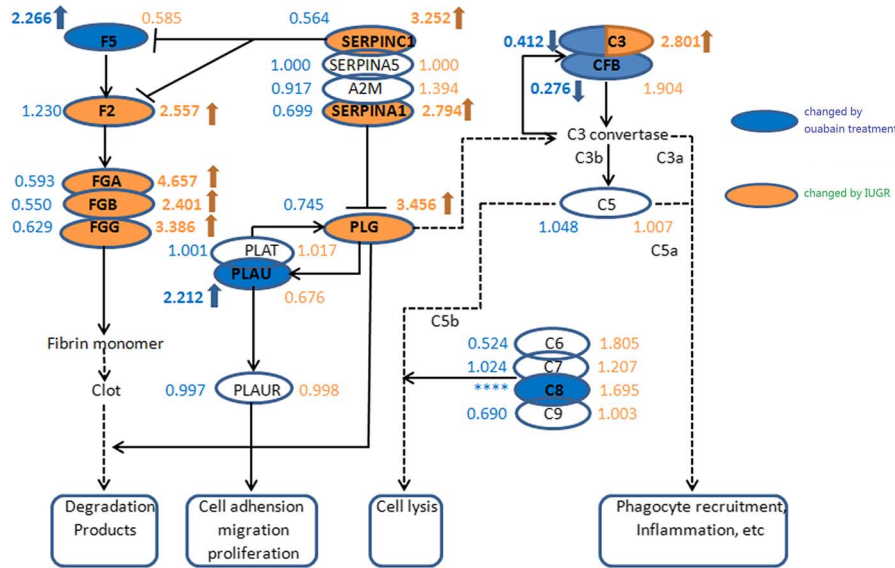 2.266 0.585 0.564 3.252
F5 SERPINC1
1.000 SERPINA5 1.000
0.917 A2M 1.394
1.230 F2 2.557 0.699 SERPINA1 2.794
0.412 C3 2.801
CFB
0.276 1.904
C3 convertase
C3b C3a
changed by
ouabain treatment
changed by IUGR
0.593 FGA 4.657
0.550 FGB 2.401
0.629 FGG 3.386
0.745 3.456
PLG
1.001 PLAT 1.017
PLAU
2.212 0.676
C5
1.048 1.007
C5a
C5b
Fibrin monomer
Clot
0.997 PLAUR 0.998
0.524 C6 1.805
1.024 C7 1.207
**** C8 1.695
0.690 C9 1.003
Degradation
Products
Cell adhension
migration
proliferation
Cell lysis
Phagocyte recruitment,
Inflammation, etc